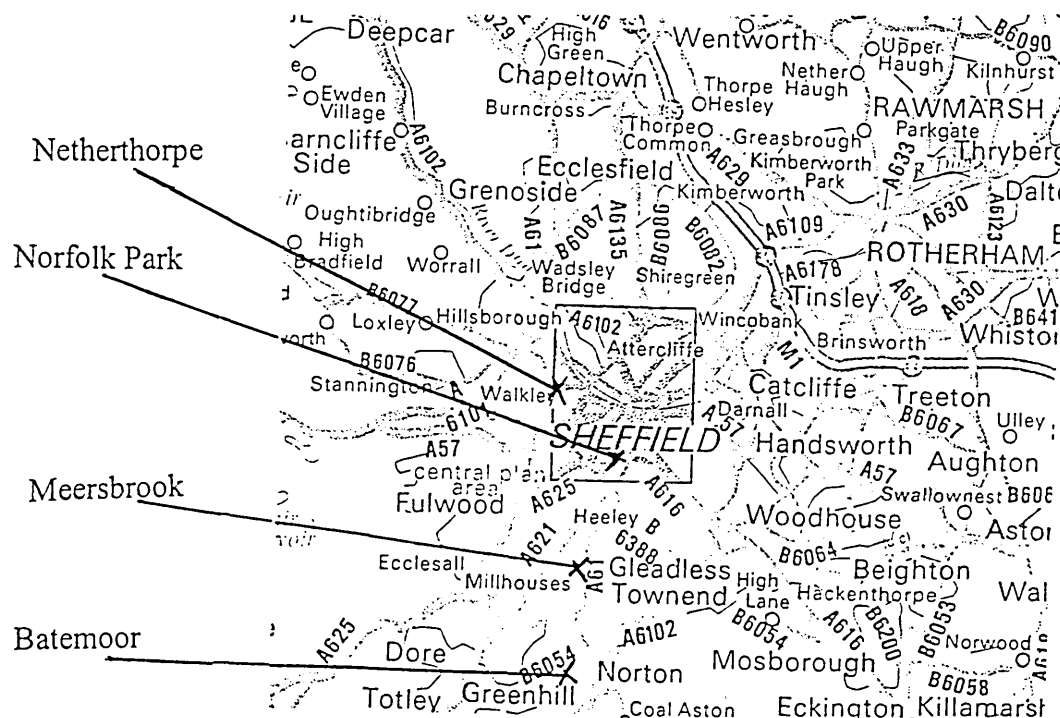 Netherthorpe
Norfolk Park
Meersbrook
Batemoor
Deepcar
High
Green
Chapeltown
Burncross
Wentworth
Thorpe
Hesley
Upper
Haugh
Nether
Haugh
B6090
Kilnhurst
RAWMARSH
Parkgate
Ewden
Village
A6102
Side
Grenoside
Ecclesfield
Thorpe
Common
Greasbrough
Kimberworth
Park
A629
A633
Kimberworth
A630
A6123
A6109
Oughtibridge
High
Bradfield
Worrall
A61
B6087
A6135
B6086
B6082
Wadsley
Bridge
Shiregreen
A6178
ROTHERHAM
Tinsley
A618
A630
B6077
Loxley
Hillsborough
A6102
Attercliffe
Wincobank
Brinsworth
M1
B6076
Stannington
A
6101
Walkley
Catcliffe
Treeton
Darnall
A57
B6067
Ulley
SHEFFIELD
Handsworth
Aughton
A57
central plan
area
Fulwood
A625
A616
A57
Swallownest
Woodhouse
Heeley
B
6388
A621
B6064
Ecclesall
Millhouses
A61
Gleadless
Townend
High
Lane
Beighton
Hackenthorpe
A625
A6102
B6054
A616
B6200
B6053
Norwood
Dore
B6054
Norton
Mosborough
B6058
Totley
Greenhill
Coal Aston
Eckington